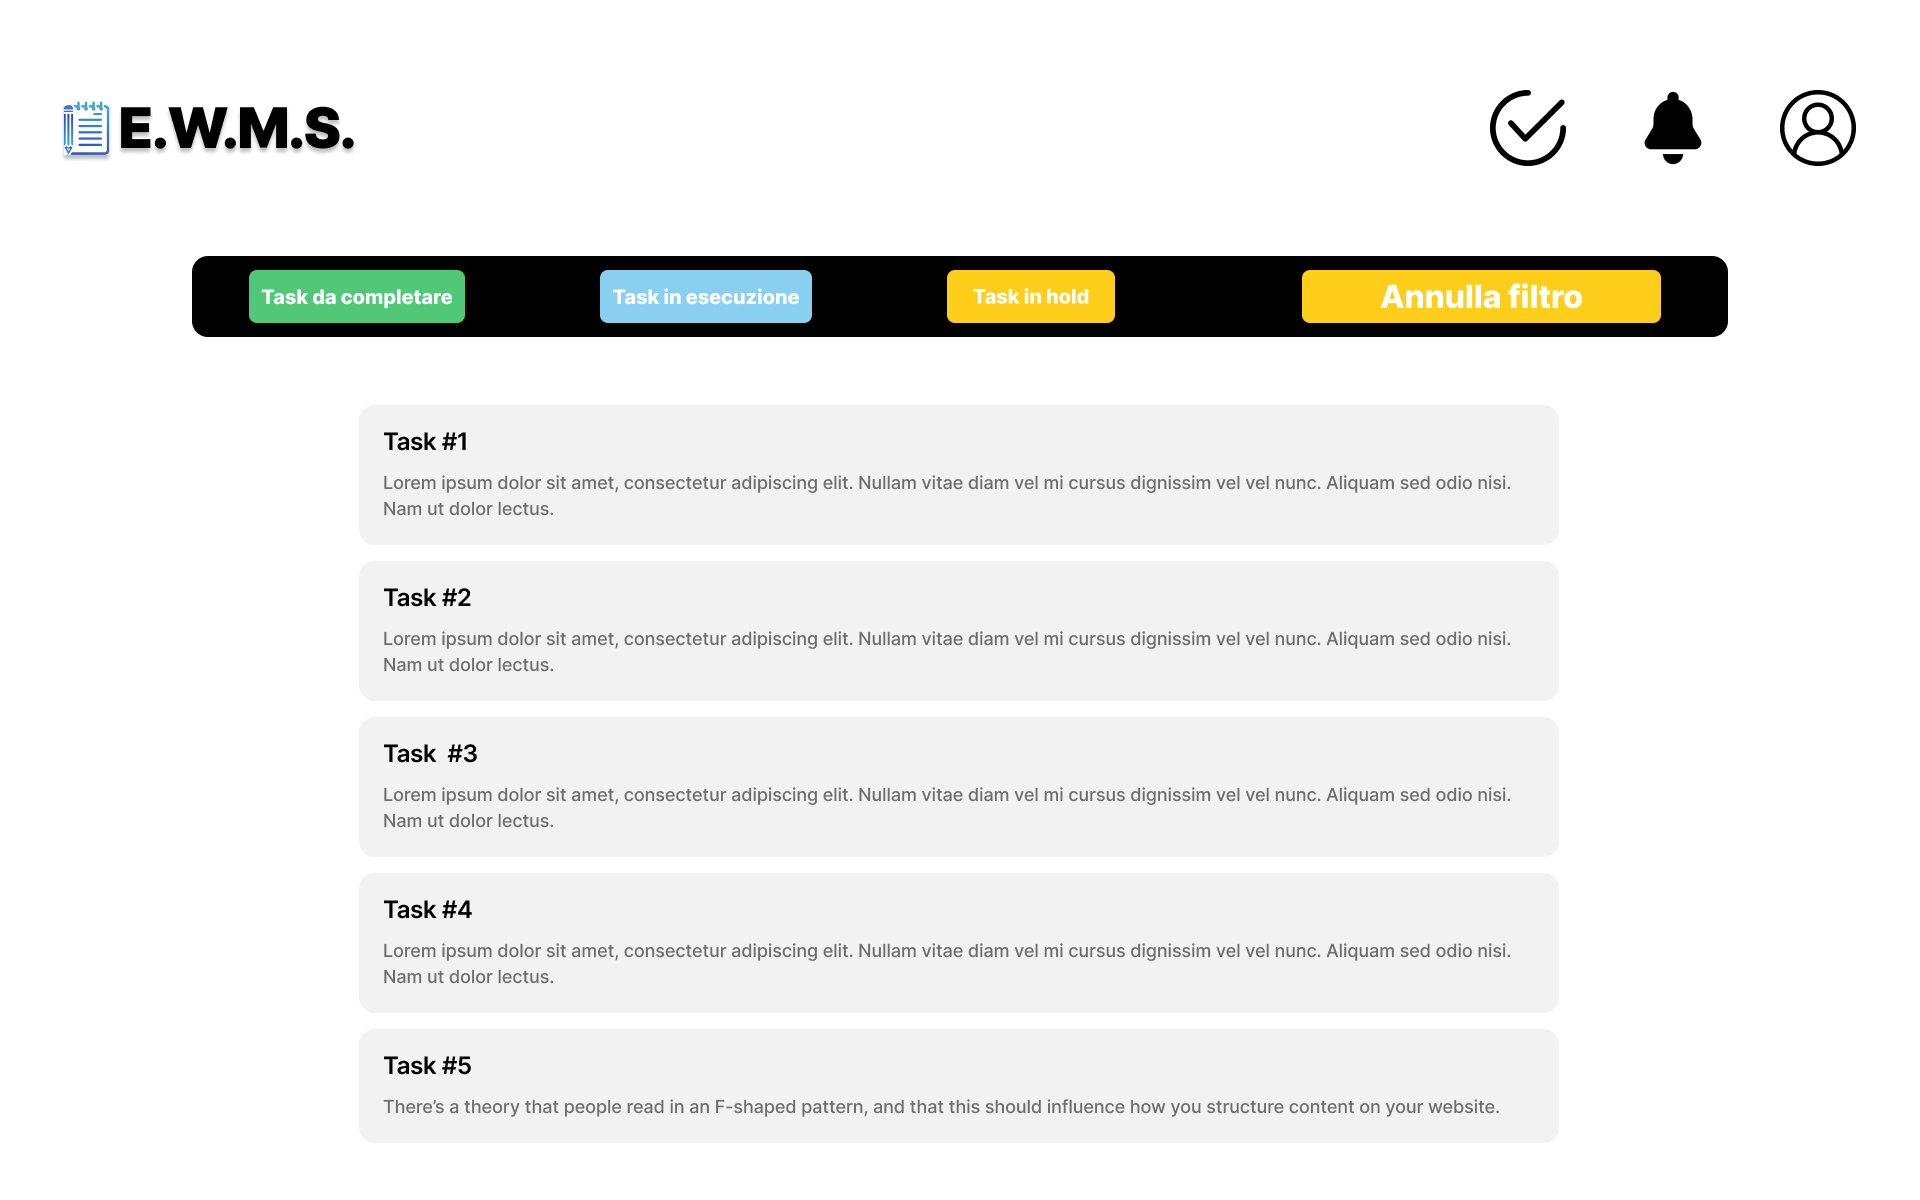 E.W.M.S.
Task da completare
Task in esecuzione
Task in hold
Annulla filtro
Task #1
Lorem ipsum dolor sit amet, consectetur adipiscing elit. Nullam vitae diam vel mi cursus dignissim vel vel nunc. Aliquam sed odio nisi.
Nam ut dolor lectus.
Task #2
Lorem ipsum dolor sit amet, consectetur adipiscing elit. Nullam vitae diam vel mi cursus dignissim vel vel nunc. Aliquam sed odio nisi.
Nam ut dolor lectus.
Task  #3
Lorem ipsum dolor sit amet, consectetur adipiscing elit. Nullam vitae diam vel mi cursus dignissim vel vel nunc. Aliquam sed odio nisi.
Nam ut dolor lectus.
Task #4
Lorem ipsum dolor sit amet, consectetur adipiscing elit. Nullam vitae diam vel mi cursus dignissim vel vel nunc. Aliquam sed odio nisi.
Nam ut dolor lectus.
Task #5
There’s a theory that people read in an F-shaped pattern, and that this should influence how you structure content on your website.